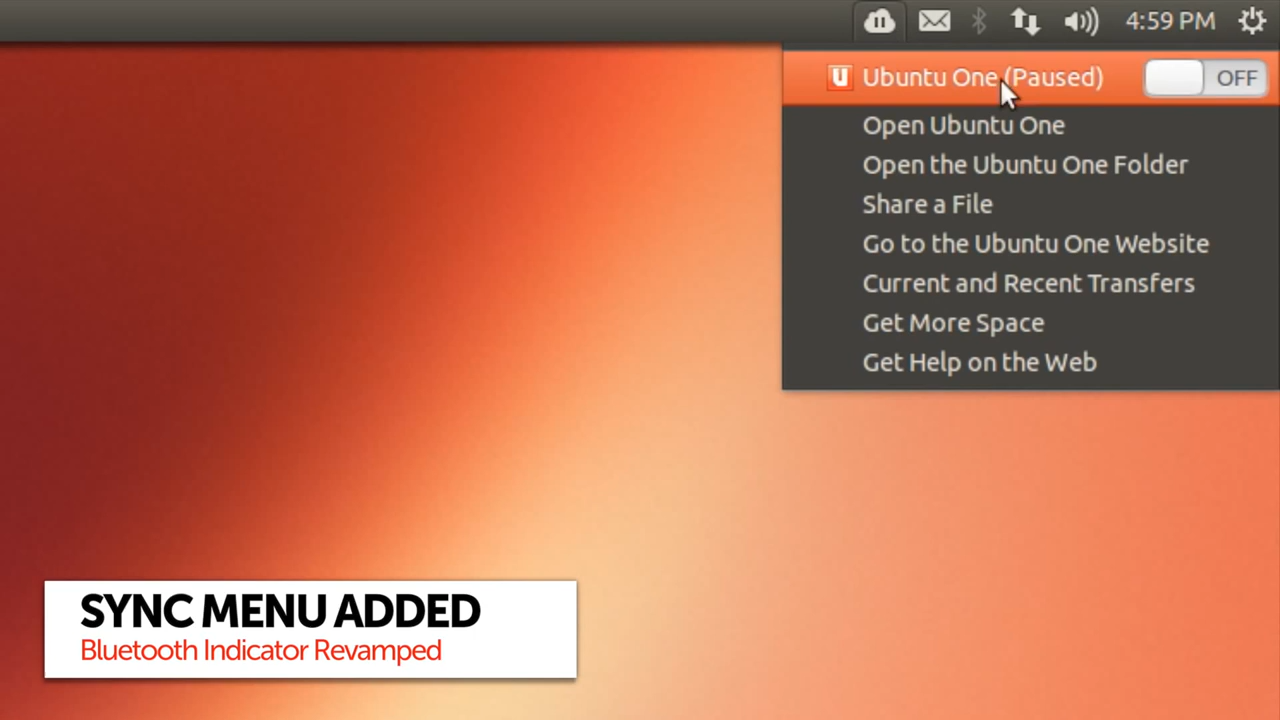 4:59 PM
U Ubuntu One (Paused) OFF
Open Ubuntu One
Open the Ubuntu One Folder
Share a File
Go to the Ubuntu One Website
Current and Recent Transfers
Get More Space
Get Help on the Web
SYNC MENU ADDED
Bluetooth Indicator Revamped